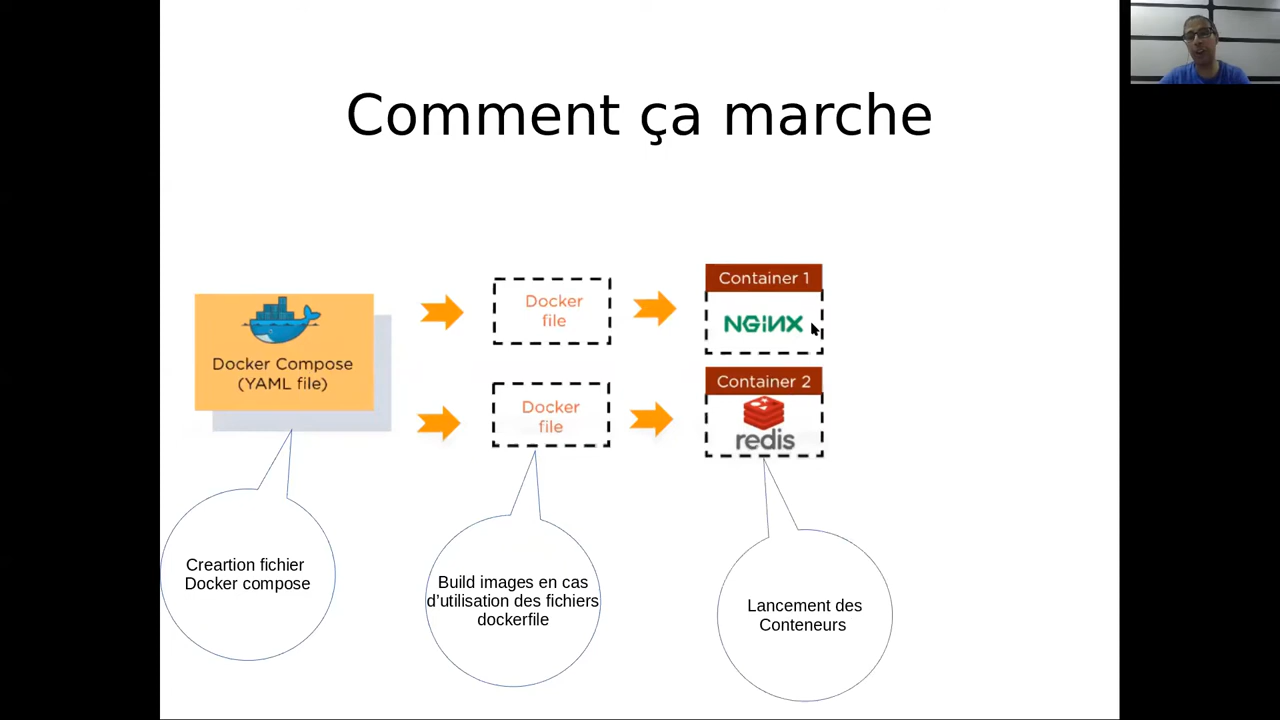 Comment ça marche
Docker Compose
(YAML file)
Docker
file
Container 1
NGINX
Docker
file
Container 2
redis
Creartion fichier
Docker compose
Build images en cas
d’utilisation des fichiers
dockerfile
Lancement des
Conteneurs